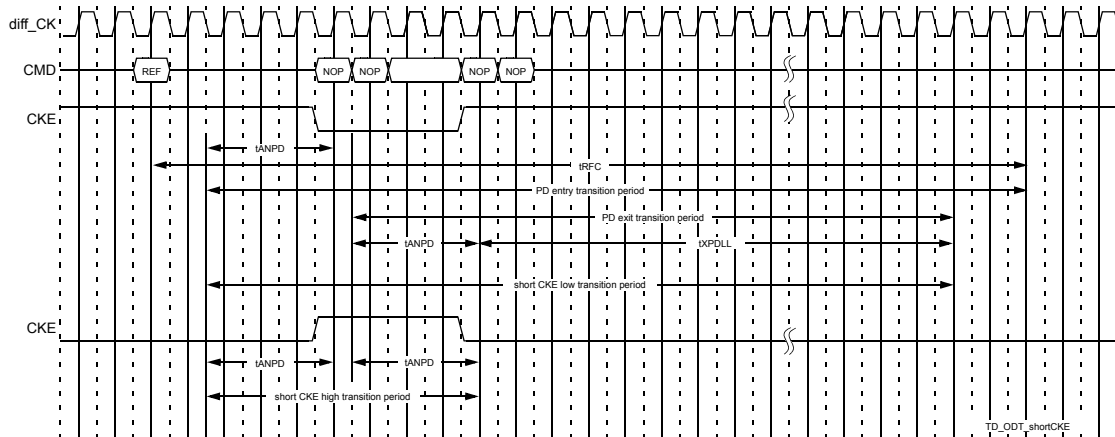 diff_CK
CMD
REF
NOP
NOP
NOP
NOP
CKE
tANPD
tRFC
PD entry transition period
PD exit transition period
tANPD
tXPDLL
short CKE low transition period
CKE
tANPD
tANPD
short CKE high transition period
TD_ODT_shortCKE